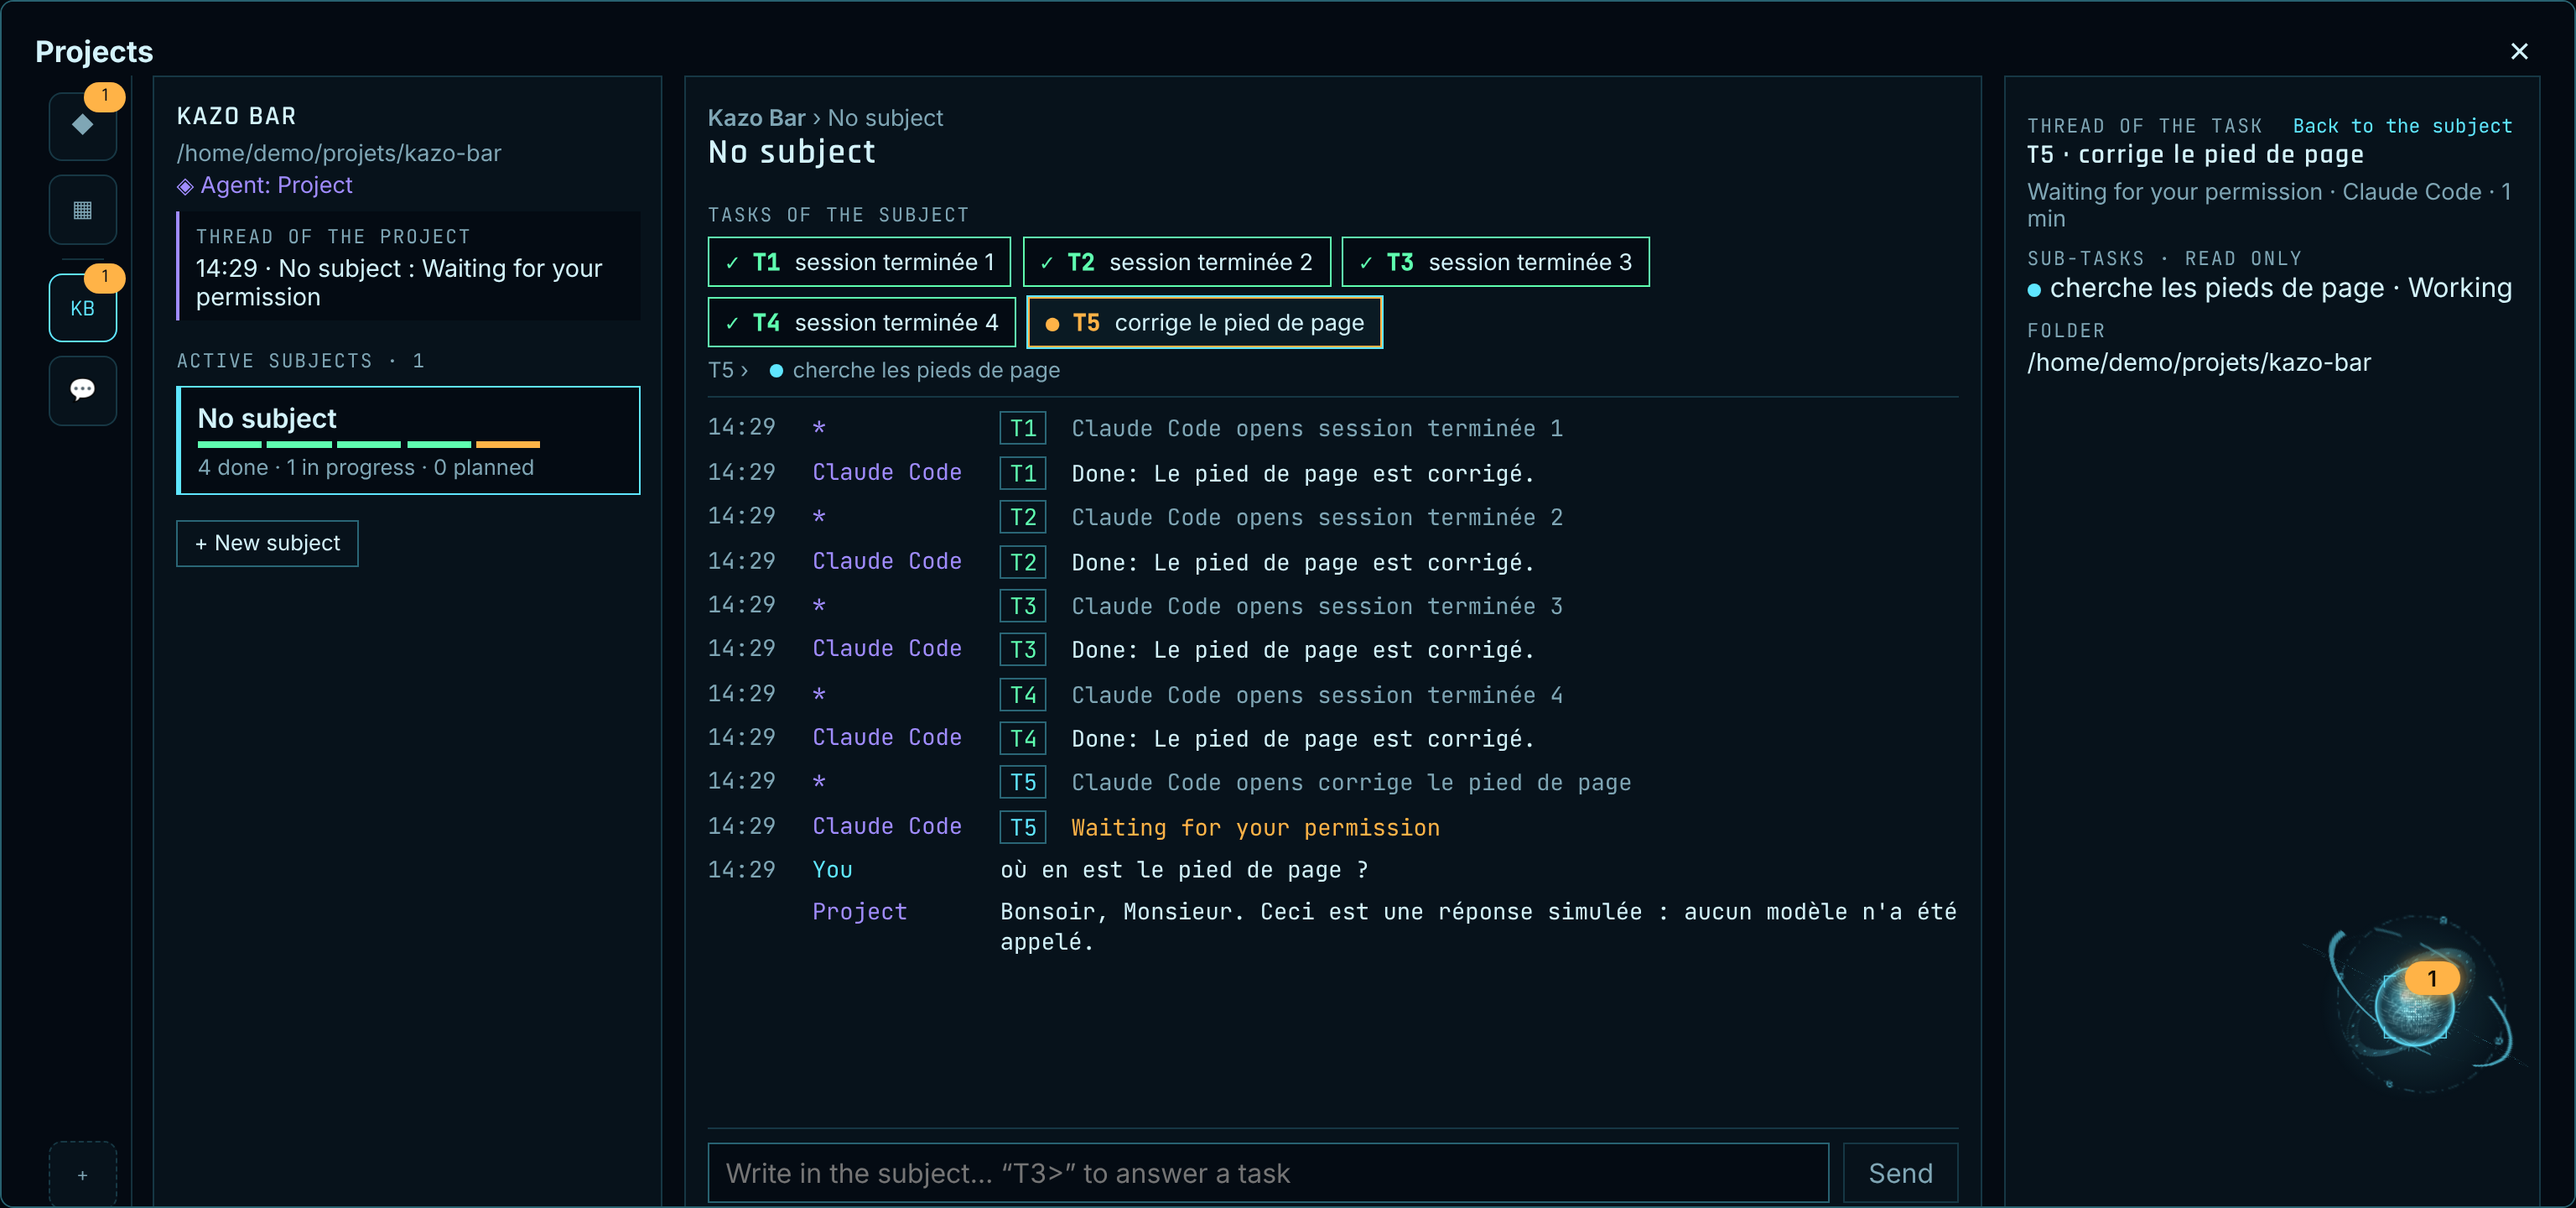 Projects
✕
1
1
KB
+
KAZO BAR
/home/demo/projets/kazo-bar
◈ Agent: Project
THREAD OF THE PROJECT
14:29 · No subject : Waiting for your
permission
ACTIVE SUBJECTS · 1
No subject
4 done · 1 in progress · 0 planned
+ New subject
Kazo Bar › No subject
No subject
TASKS OF THE SUBJECT
✓ T1 session terminée 1
✓ T2 session terminée 2
✓ T3 session terminée 3
✓ T4 session terminée 4
● T5 corrige le pied de page
T5 › ● cherche les pieds de page
14:29 * T1 Claude Code opens session terminée 1
14:29 Claude Code T1 Done: Le pied de page est corrigé.
14:29 * T2 Claude Code opens session terminée 2
14:29 Claude Code T2 Done: Le pied de page est corrigé.
14:29 * T3 Claude Code opens session terminée 3
14:29 Claude Code T3 Done: Le pied de page est corrigé.
14:29 * T4 Claude Code opens session terminée 4
14:29 Claude Code T4 Done: Le pied de page est corrigé.
14:29 * T5 Claude Code opens corrige le pied de page
14:29 Claude Code T5 Waiting for your permission
14:29 You où en est le pied de page ?
Project Bonsoir, Monsieur. Ceci est une réponse simulée : aucun modèle n'a été
appelé.
Write in the subject... “T3>” to answer a task
Send
THREAD OF THE TASK Back to the subject
T5 · corrige le pied de page
Waiting for your permission · Claude Code · 1
min
SUB-TASKS · READ ONLY
● cherche les pieds de page · Working
FOLDER
/home/demo/projets/kazo-bar
1